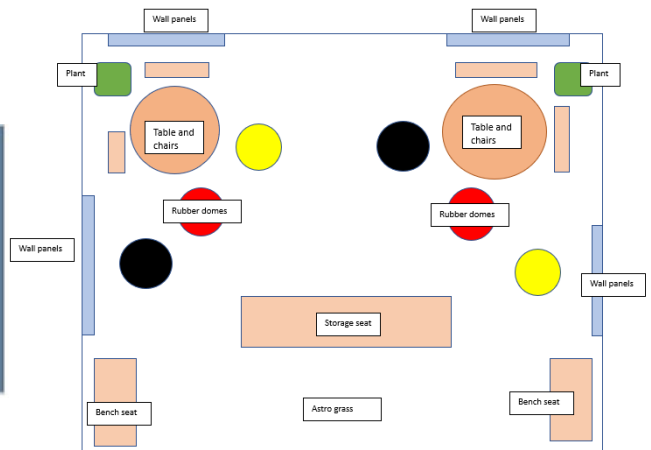 Wall panels
Wall panels
Plant
Plant
Table and
chairs
Table and
chairs
Rubber domes
Rubber domes
Wall panels
Wall panels
Storage seat
Bench seat
Astro grass
Bench seat